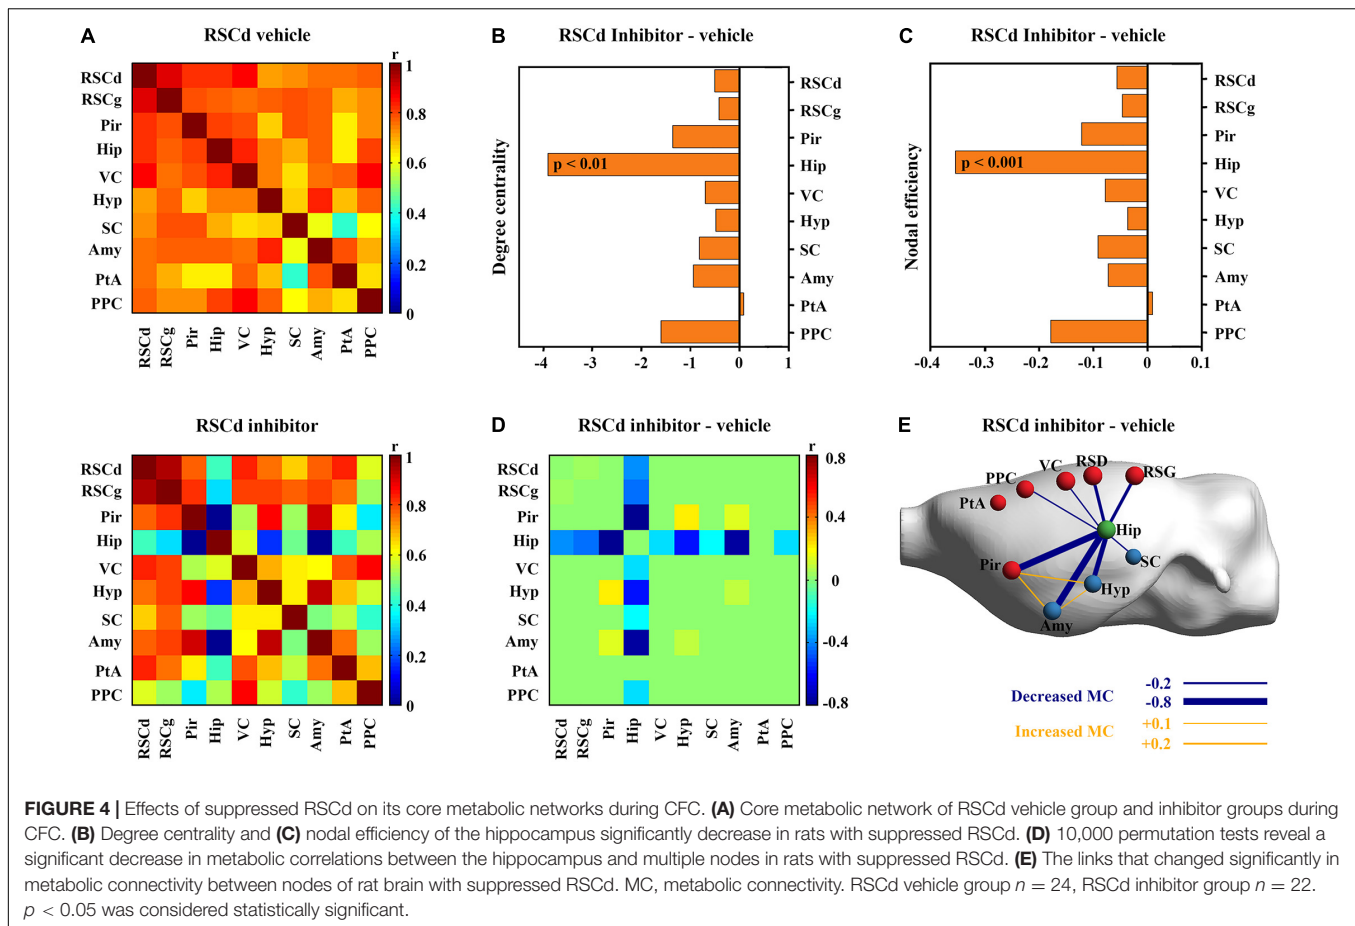 A
RSCd vehicle
r
RSCd
RSCg
Pir
Hip
VC
Hyp
SC
Amy
PtA
PPC
1
0.8
0.6
0.4
0.2
0
RSCd
RSCg
Pir
Hip
VC
Hyp
SC
Amy
PtA
PPC
B
RSCd Inhibitor - vehicle
Degree centrality
p < 0.01
RSCd
RSCg
Pir
Hip
VC
Hyp
SC
Amy
PtA
PPC
-4 -3 -2 -1 0 1
C
RSCd Inhibitor - vehicle
Nodal efficiency
p < 0.001
RSCd
RSCg
Pir
Hip
VC
Hyp
SC
Amy
PtA
PPC
-0.4 -0.3 -0.2 -0.1 0 0.1
RSCd inhibitor
r
RSCd
RSCg
Pir
Hip
VC
Hyp
SC
Amy
PtA
PPC
1
0.8
0.6
0.4
0.2
0
RSCd
RSCg
Pir
Hip
VC
Hyp
SC
Amy
PtA
PPC
D
RSCd inhibitor - vehicle
r
RSCd
RSCg
Pir
Hip
VC
Hyp
SC
Amy
PtA
PPC
0.8
0.4
0
-0.4
-0.8
RSCd
RSCg
Pir
Hip
VC
Hyp
SC
Amy
PtA
PPC
E
RSCd inhibitor - vehicle
PtA
PPC
VC
RSD
RSG
Hip
SC
Pir
Hyp
Amy
Decreased MC
-0.2
-0.8
Increased MC
+0.1
+0.2
FIGURE 4 | Effects of suppressed RSCd on its core metabolic networks during CFC. (A) Core metabolic network of RSCd vehicle group and inhibitor groups during
CFC. (B) Degree centrality and (C) nodal efficiency of the hippocampus significantly decrease in rats with suppressed RSCd. (D) 10,000 permutation tests reveal a
significant decrease in metabolic correlations between the hippocampus and multiple nodes in rats with suppressed RSCd. (E) The links that changed significantly in
metabolic connectivity between nodes of rat brain with suppressed RSCd. MC, metabolic connectivity. RSCd vehicle group n = 24, RSCd inhibitor group n = 22.
p < 0.05 was considered statistically significant.